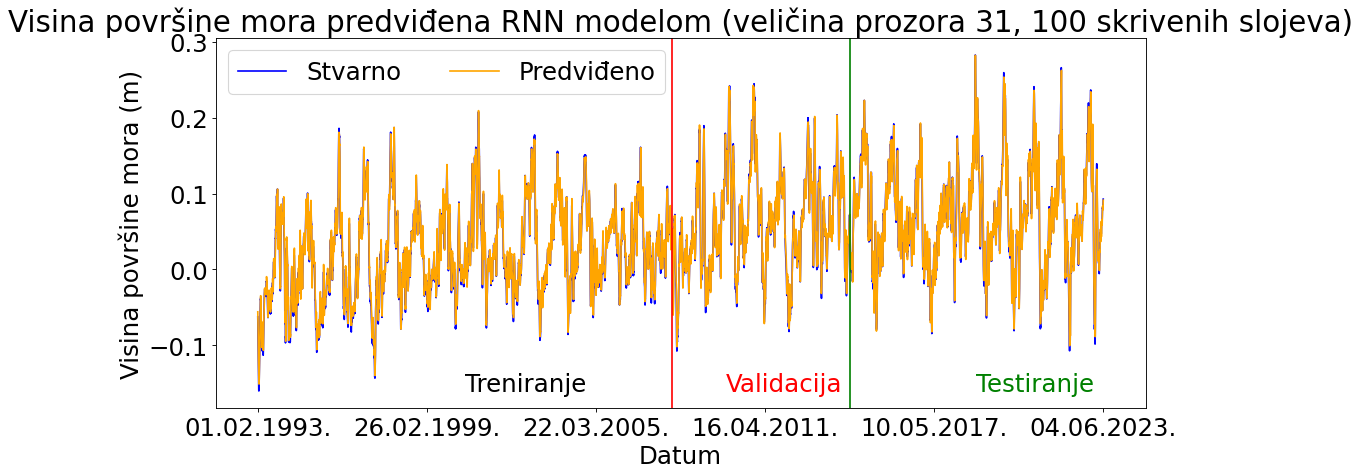 Visina površine mora predviđena RNN modelom (veličina prozora 31, 100 skrivenih slojeva)
Stvarno
Predviđeno
Visina površine mora (m)
0.3
0.2
0.1
0.0
−0.1
Treniranje
Validacija
Testiranje
01.02.1993.
26.02.1999.
22.03.2005.
16.04.2011.
10.05.2017.
04.06.2023.
Datum